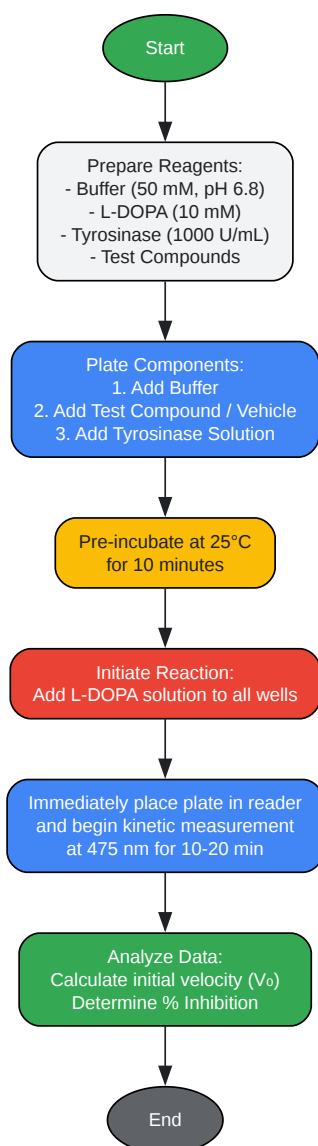 Start
Prepare Reagents:
- Buffer (50 mM, pH 6.8)
- L-DOPA (10 mM)
- Tyrosinase (1000 U/mL)
- Test Compounds
Plate Components:
1. Add Buffer
2. Add Test Compound / Vehicle
3. Add Tyrosinase Solution
Pre-incubate at 25°C
for 10 minutes
Initiate Reaction:
Add L-DOPA solution to all wells
Immediately place plate in reader
and begin kinetic measurement
at 475 nm for 10-20 min
Analyze Data:
Calculate initial velocity (V₀)
Determine % Inhibition
End